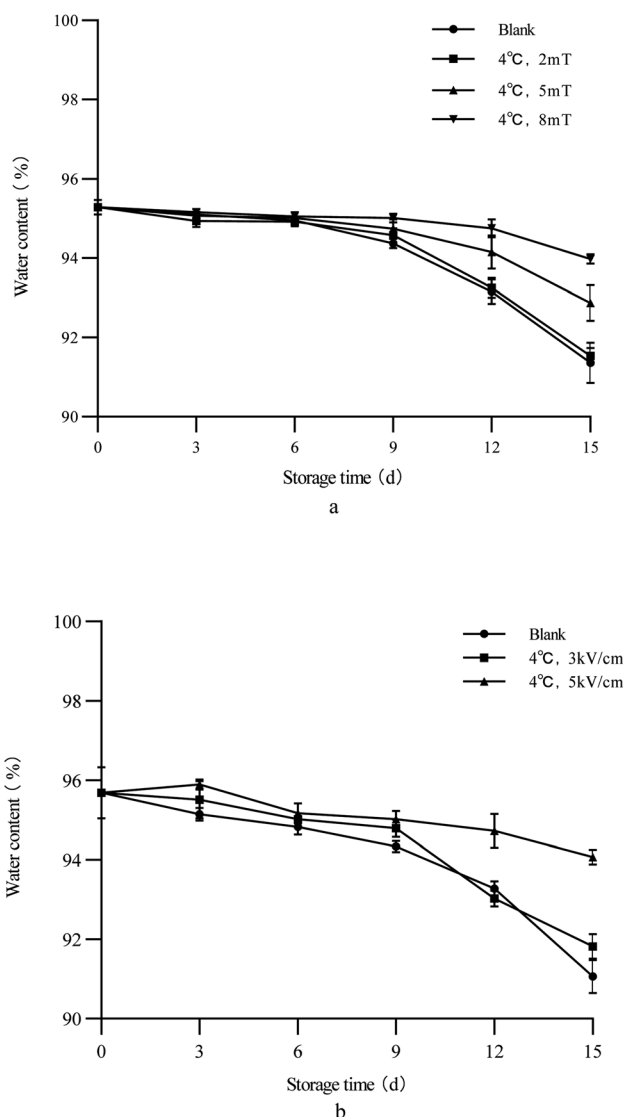 100
98
96
94
92
90
Water content（%）
Blank
4℃，2mT
4℃，5mT
4℃，8mT
0 3 6 9 12 15
Storage time（d）
a
100
98
96
94
92
90
Water content（%）
Blank
4℃，3kV/cm
4℃，5kV/cm
0 3 6 9 12 15
Storage time（d）
b